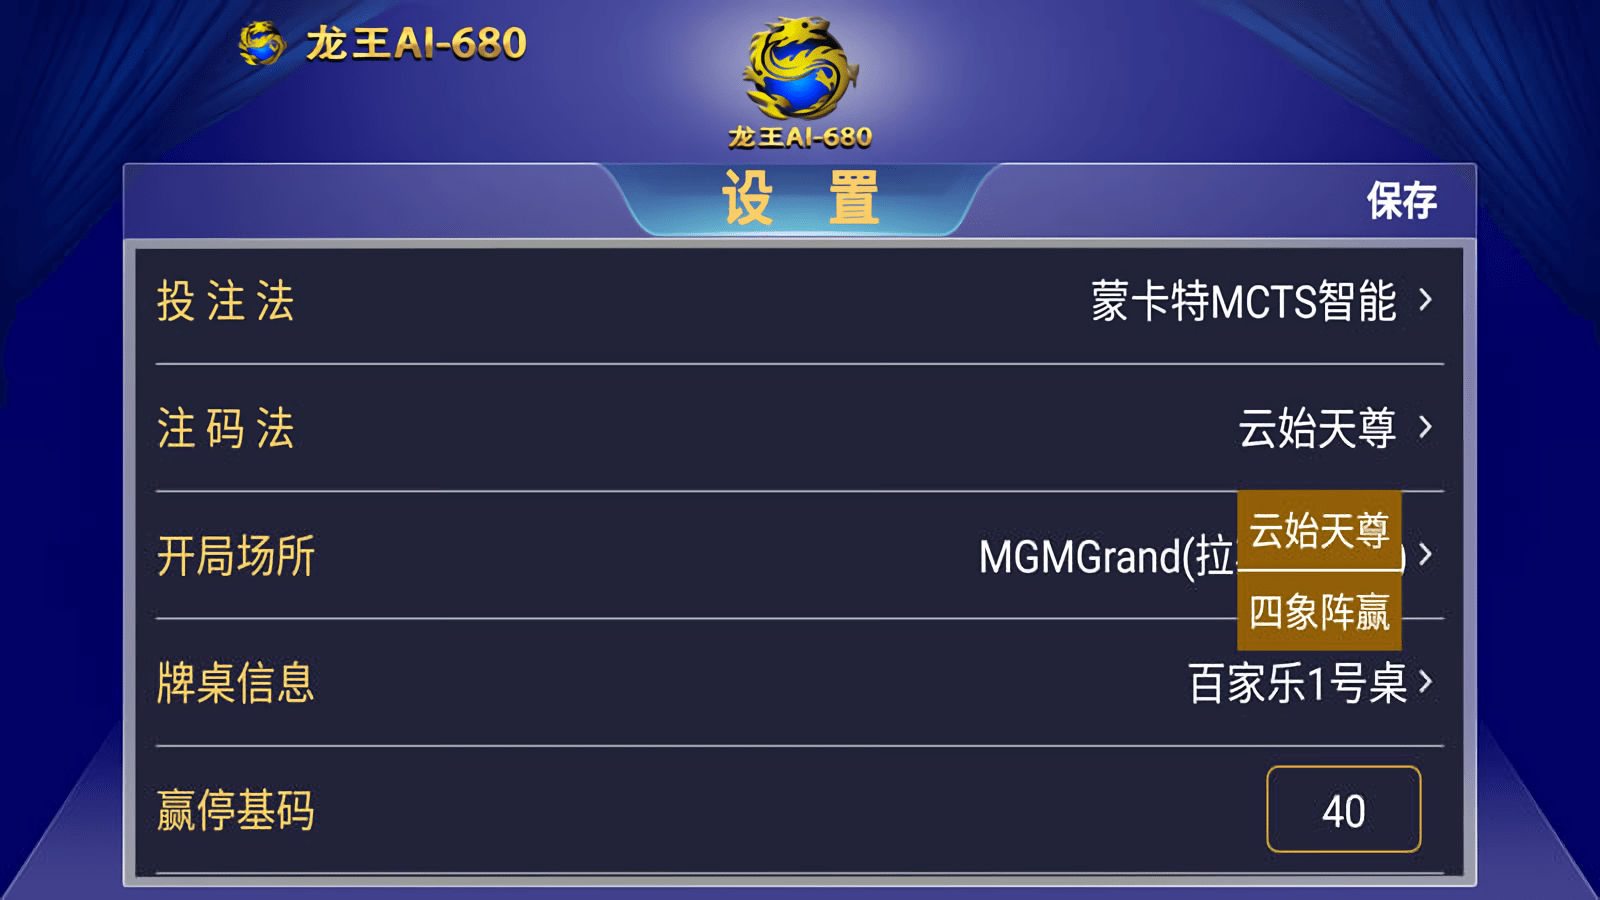 龙王AI-680
龙王AI-680
设 置
保存
投注法
蒙卡特MCTS智能
注码法
云始天尊
开局场所
MGMGrand(拉
)
云始天尊
四象阵赢
牌桌信息
百家乐1号桌
赢停基码
40